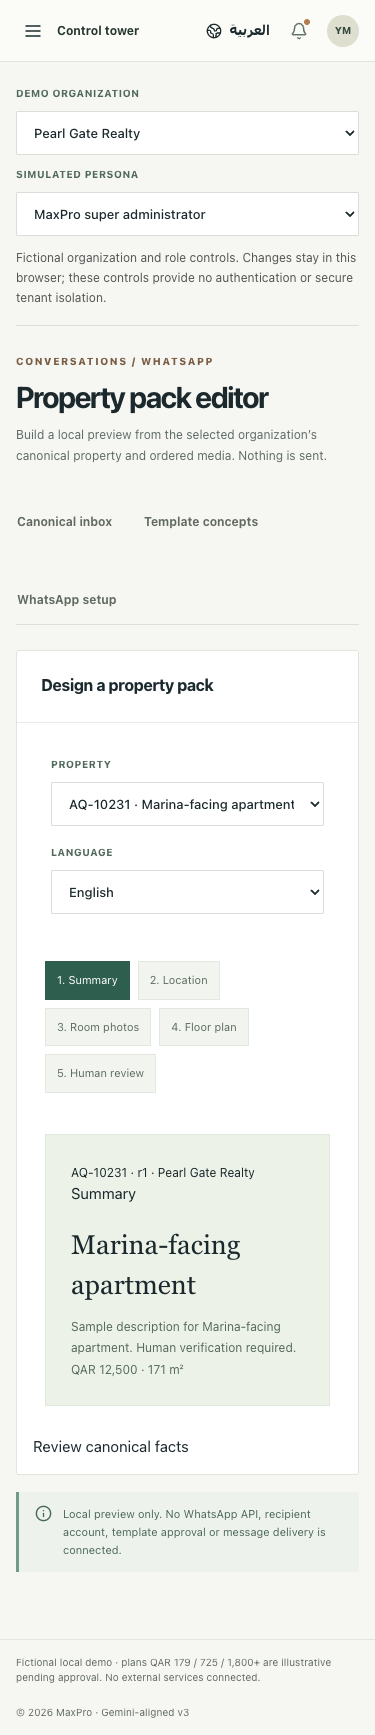 Control tower
العربية
YM
DEMO ORGANIZATION
Pearl Gate Realty
SIMULATED PERSONA
MaxPro super administrator
Fictional organization and role controls. Changes stay in this
browser; these controls provide no authentication or secure
tenant isolation.
CONVERSATIONS / WHATSAPP
Property pack editor
Build a local preview from the selected organization's
canonical property and ordered media. Nothing is sent.
Canonical inbox
Template concepts
WhatsApp setup
Design a property pack
PROPERTY
AQ-10231 · Marina-facing apartment
LANGUAGE
English
1. Summary
2. Location
3. Room photos
4. Floor plan
5. Human review
AQ-10231 · r1 · Pearl Gate Realty
Summary
Marina-facing
apartment
Sample description for Marina-facing
apartment. Human verification required.
QAR 12,500 · 171 m²
Review canonical facts
Local preview only. No WhatsApp API, recipient
account, template approval or message delivery is
connected.
Fictional local demo · plans QAR 179 / 725 / 1,800+ are illustrative
pending approval. No external services connected.
© 2026 MaxPro · Gemini-aligned v3